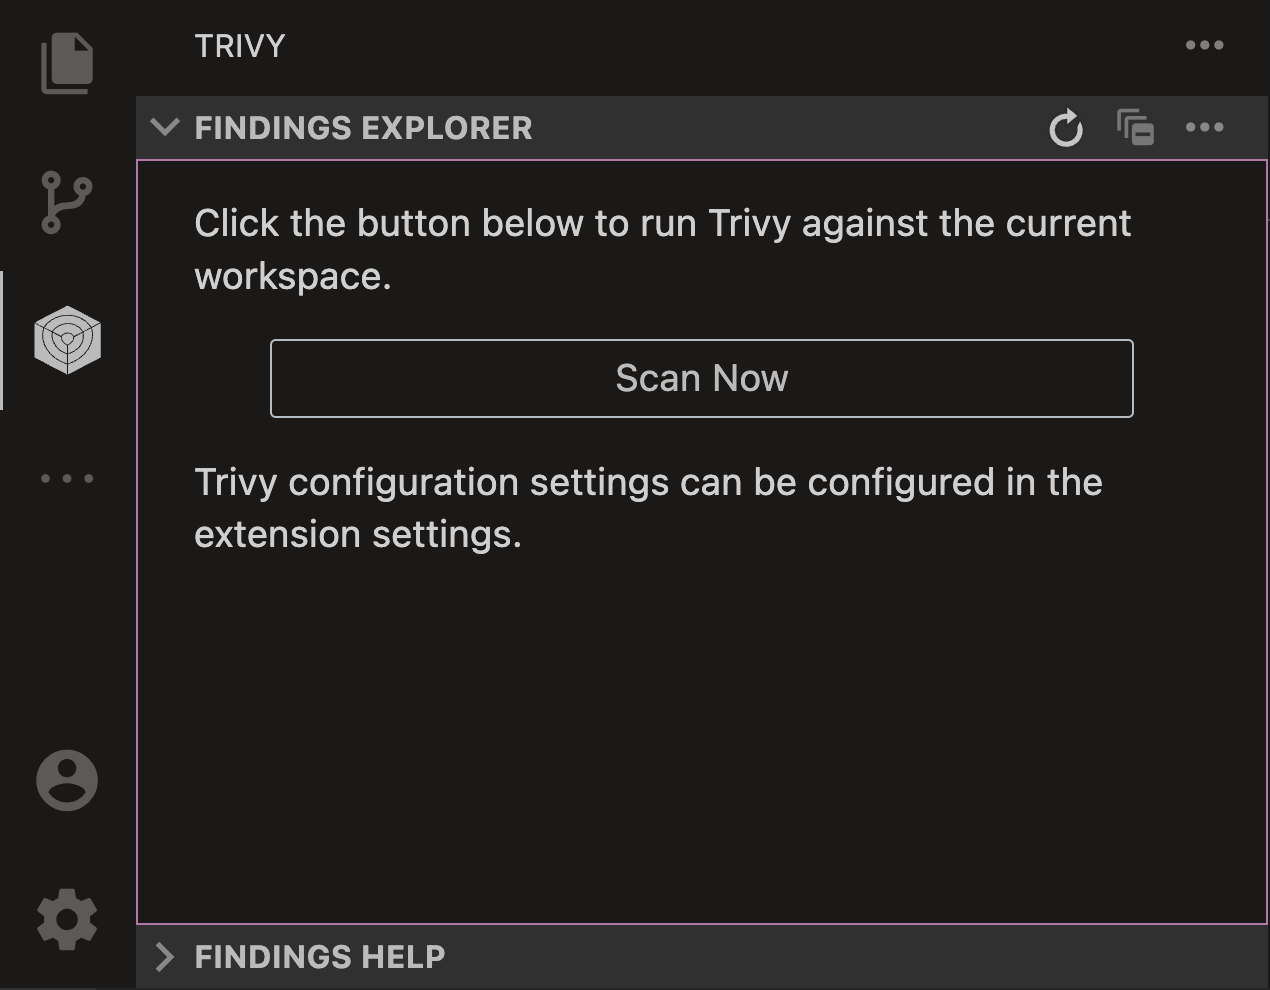 TRIVY
FINDINGS EXPLORER
Click the button below to run Trivy against the current
workspace.
Scan Now
Trivy configuration settings can be configured in the
extension settings.
FINDINGS HELP